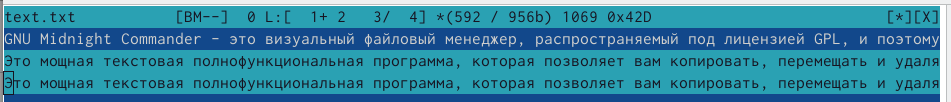 text.txt [BM--] 0 L:[ 1+ 2 3/ 4] *(592 / 956b) 1069 0x42D [*][X]
GNU Midnight Commander – это визуальный файловый менеджер, распространяемый под лицензией GPL, и поэтому
Это мощная текстовая полнофункциональная программа, которая позволяет вам копировать, перемещать и удаля
Это мощная текстовая полнофункциональная программа, которая позволяет вам копировать, перемещать и удаля